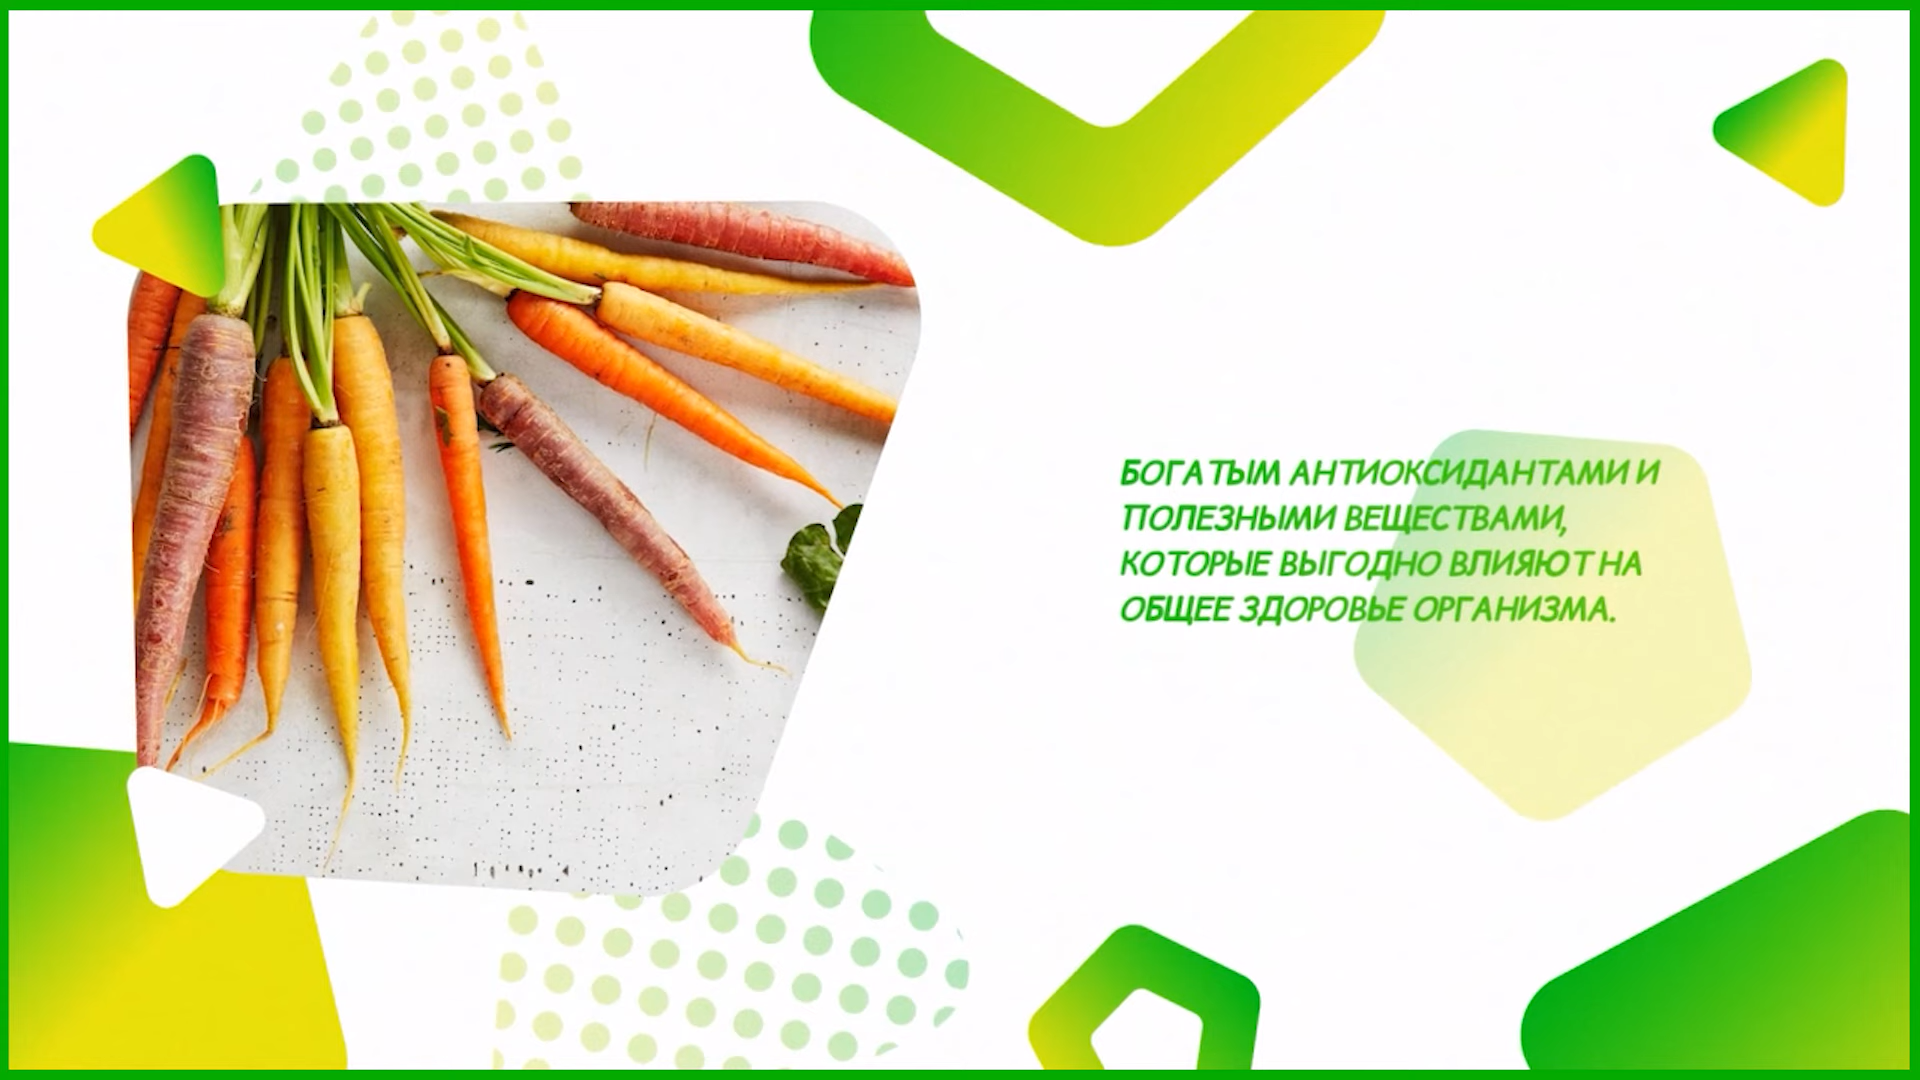 БОГАТЫМ АНТИОКСИДАНТАМИ И
ПОЛЕЗНЫМИ ВЕЩЕСТВАМИ,
КОТОРЫЕ ВЫГОДНО ВЛИЯЮТ НА
ОБЩЕЕ ЗДОРОВЬЕ ОРГАНИЗМА.